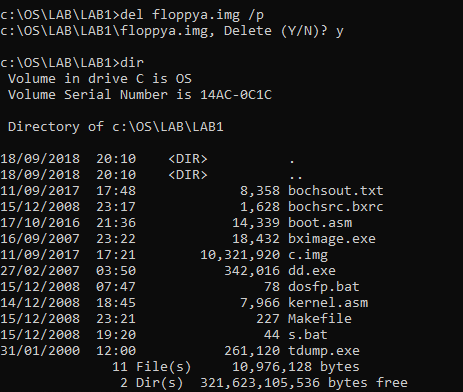 c:\OS\LAB\LAB1>del floppya.img /p
c:\OS\LAB\LAB1\floppya.img, Delete (Y/N)? y
c:\OS\LAB\LAB1>dir
Volume in drive C is OS
Volume Serial Number is 14AC-0C1C
Directory of c:\OS\LAB\LAB1
18/09/2018 20:10 <DIR> .
18/09/2018 20:10 <DIR> ..
11/09/2017 17:48 8,358 bochsout.txt
15/12/2008 23:17 1,628 bochsrc.bxrc
17/10/2016 21:36 14,339 boot.asm
16/09/2007 23:22 18,432 bximage.exe
11/09/2017 17:21 10,321,920 c.img
27/02/2007 03:50 342,016 dd.exe
15/12/2008 07:47 78 dosfp.bat
14/12/2008 18:45 7,966 kernel.asm
15/12/2008 23:21 227 Makefile
15/12/2008 19:20 44 s.bat
31/01/2000 12:00 261,120 tdump.exe
11 File(s) 10,976,128 bytes
2 Dir(s) 321,623,105,536 bytes free